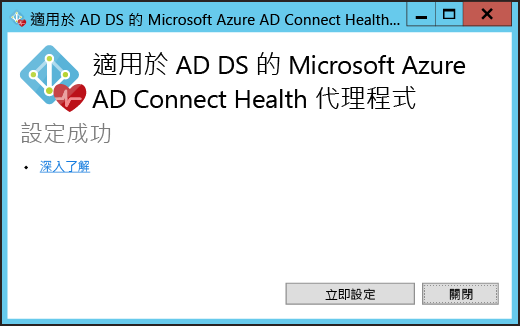 適用於 AD DS 的 Microsoft Azure AD Connect Health...
適用於 AD DS 的 Microsoft Azure
AD Connect Health 代理程式
設定成功
• 深入了解
立即設定
關閉